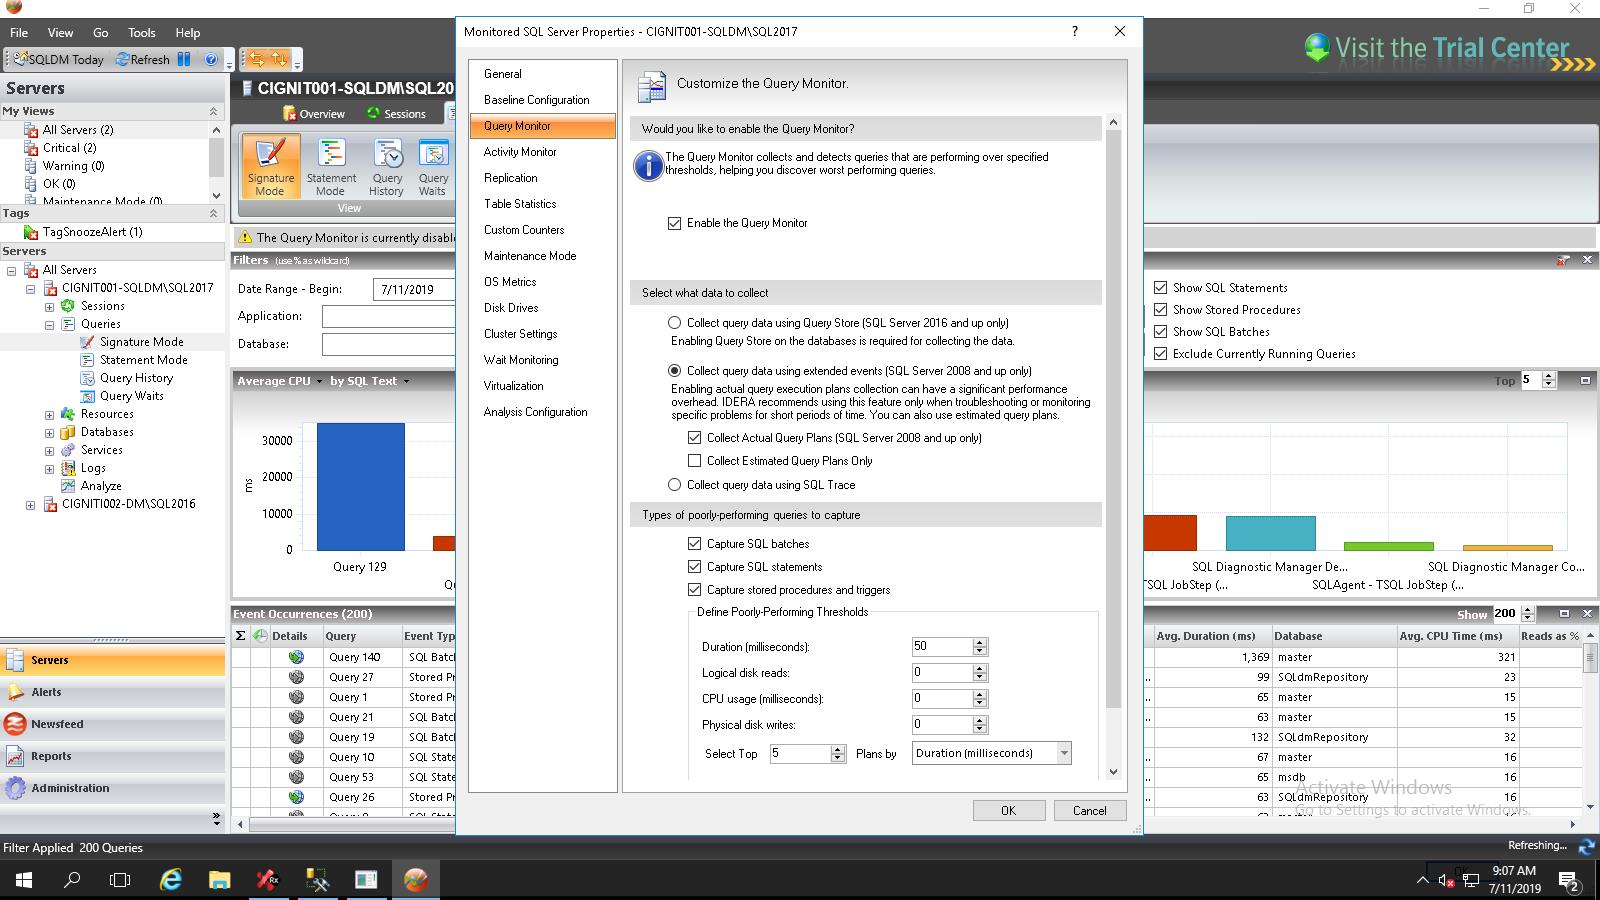 File View Go Tools Help
SQLDM Today Refresh
Visit the Trial Center
Servers
My Views
All Servers (2)
Critical (2)
Warning (0)
OK (0)
Maintenance Mode (0)
Tags
TagSnoozeAlert (1)
Servers
All Servers
CIGNIT001-SQLDM\SQL2017
Sessions
Queries
Signature Mode
Statement Mode
Query History
Query Waits
Resources
Databases
Services
Logs
Analyze
CIGNITI002-DM\SQL2016
Servers
Alerts
Newsfeed
Reports
Administration
Filter Applied 200 Queries
CIGNIT001-SQLDM\SQL20
Overview Sessions
Signature Mode
Statement Mode
Query History
Query Waits
View
The Query Monitor is currently disabl
Filters (use % as wildcard)
Date Range - Begin: 7/11/2019
Application:
Database:
Average CPU by SQL Text
30000
20000
10000
0
ms
Query 129
Event Occurrences (200)
Σ Details Query Event Typ
Query 140 SQL Batcl
Query 27 Stored Pr
Query 1 Stored Pr
Query 21 SQL Batcl
Query 19 SQL Batcl
Query 10 SQL State
Query 53 SQL State
Query 26 Stored Pr
Monitored SQL Server Properties - CIGNIT001-SQLDM\SQL2017
?
General
Baseline Configuration
Query Monitor
Activity Monitor
Replication
Table Statistics
Custom Counters
Maintenance Mode
OS Metrics
Disk Drives
Cluster Settings
Wait Monitoring
Virtualization
Analysis Configuration
Customize the Query Monitor.
Would you like to enable the Query Monitor?
The Query Monitor collects and detects queries that are performing over specified
thresholds, helping you discover worst performing queries.
Enable the Query Monitor
Select what data to collect
Collect query data using Query Store (SQL Server 2016 and up only)
Enabling Query Store on the databases is required for collecting the data.
Collect query data using extended events (SQL Server 2008 and up only)
Enabling actual query execution plans collection can have a significant performance
overhead. IDERA recommends using this feature only when troubleshooting or monitoring
specific problems for short periods of time. You can also use estimated query plans.
Collect Actual Query Plans (SQL Server 2008 and up only)
Collect Estimated Query Plans Only
Collect query data using SQL Trace
Types of poorly-performing queries to capture
Capture SQL batches
Capture SQL statements
Capture stored procedures and triggers
Define Poorly-Performing Thresholds
Duration (milliseconds): 50
Logical disk reads: 0
CPU usage (milliseconds): 0
Physical disk writes: 0
Select Top 5 Plans by Duration (milliseconds)
OK Cancel
Show SQL Statements
Show Stored Procedures
Show SQL Batches
Exclude Currently Running Queries
Top 5
SQL Diagnostic Manager De... SQL Diagnostic Manager Co...
TSQL JobStep (... SQLAgent - TSQL JobStep (...
Show 200
Avg. Duration (ms) Database Avg. CPU Time (ms) Reads as %
1,369 master 321
99 SQLdmRepository 23
65 master 15
63 master 15
132 SQLdmRepository 32
67 master 16
65 msdb 16
63 SQLdmRepository 16
Activate Windows
Go to Settings to activate Windows.
Refreshing...
9:07 AM
7/11/2019
2